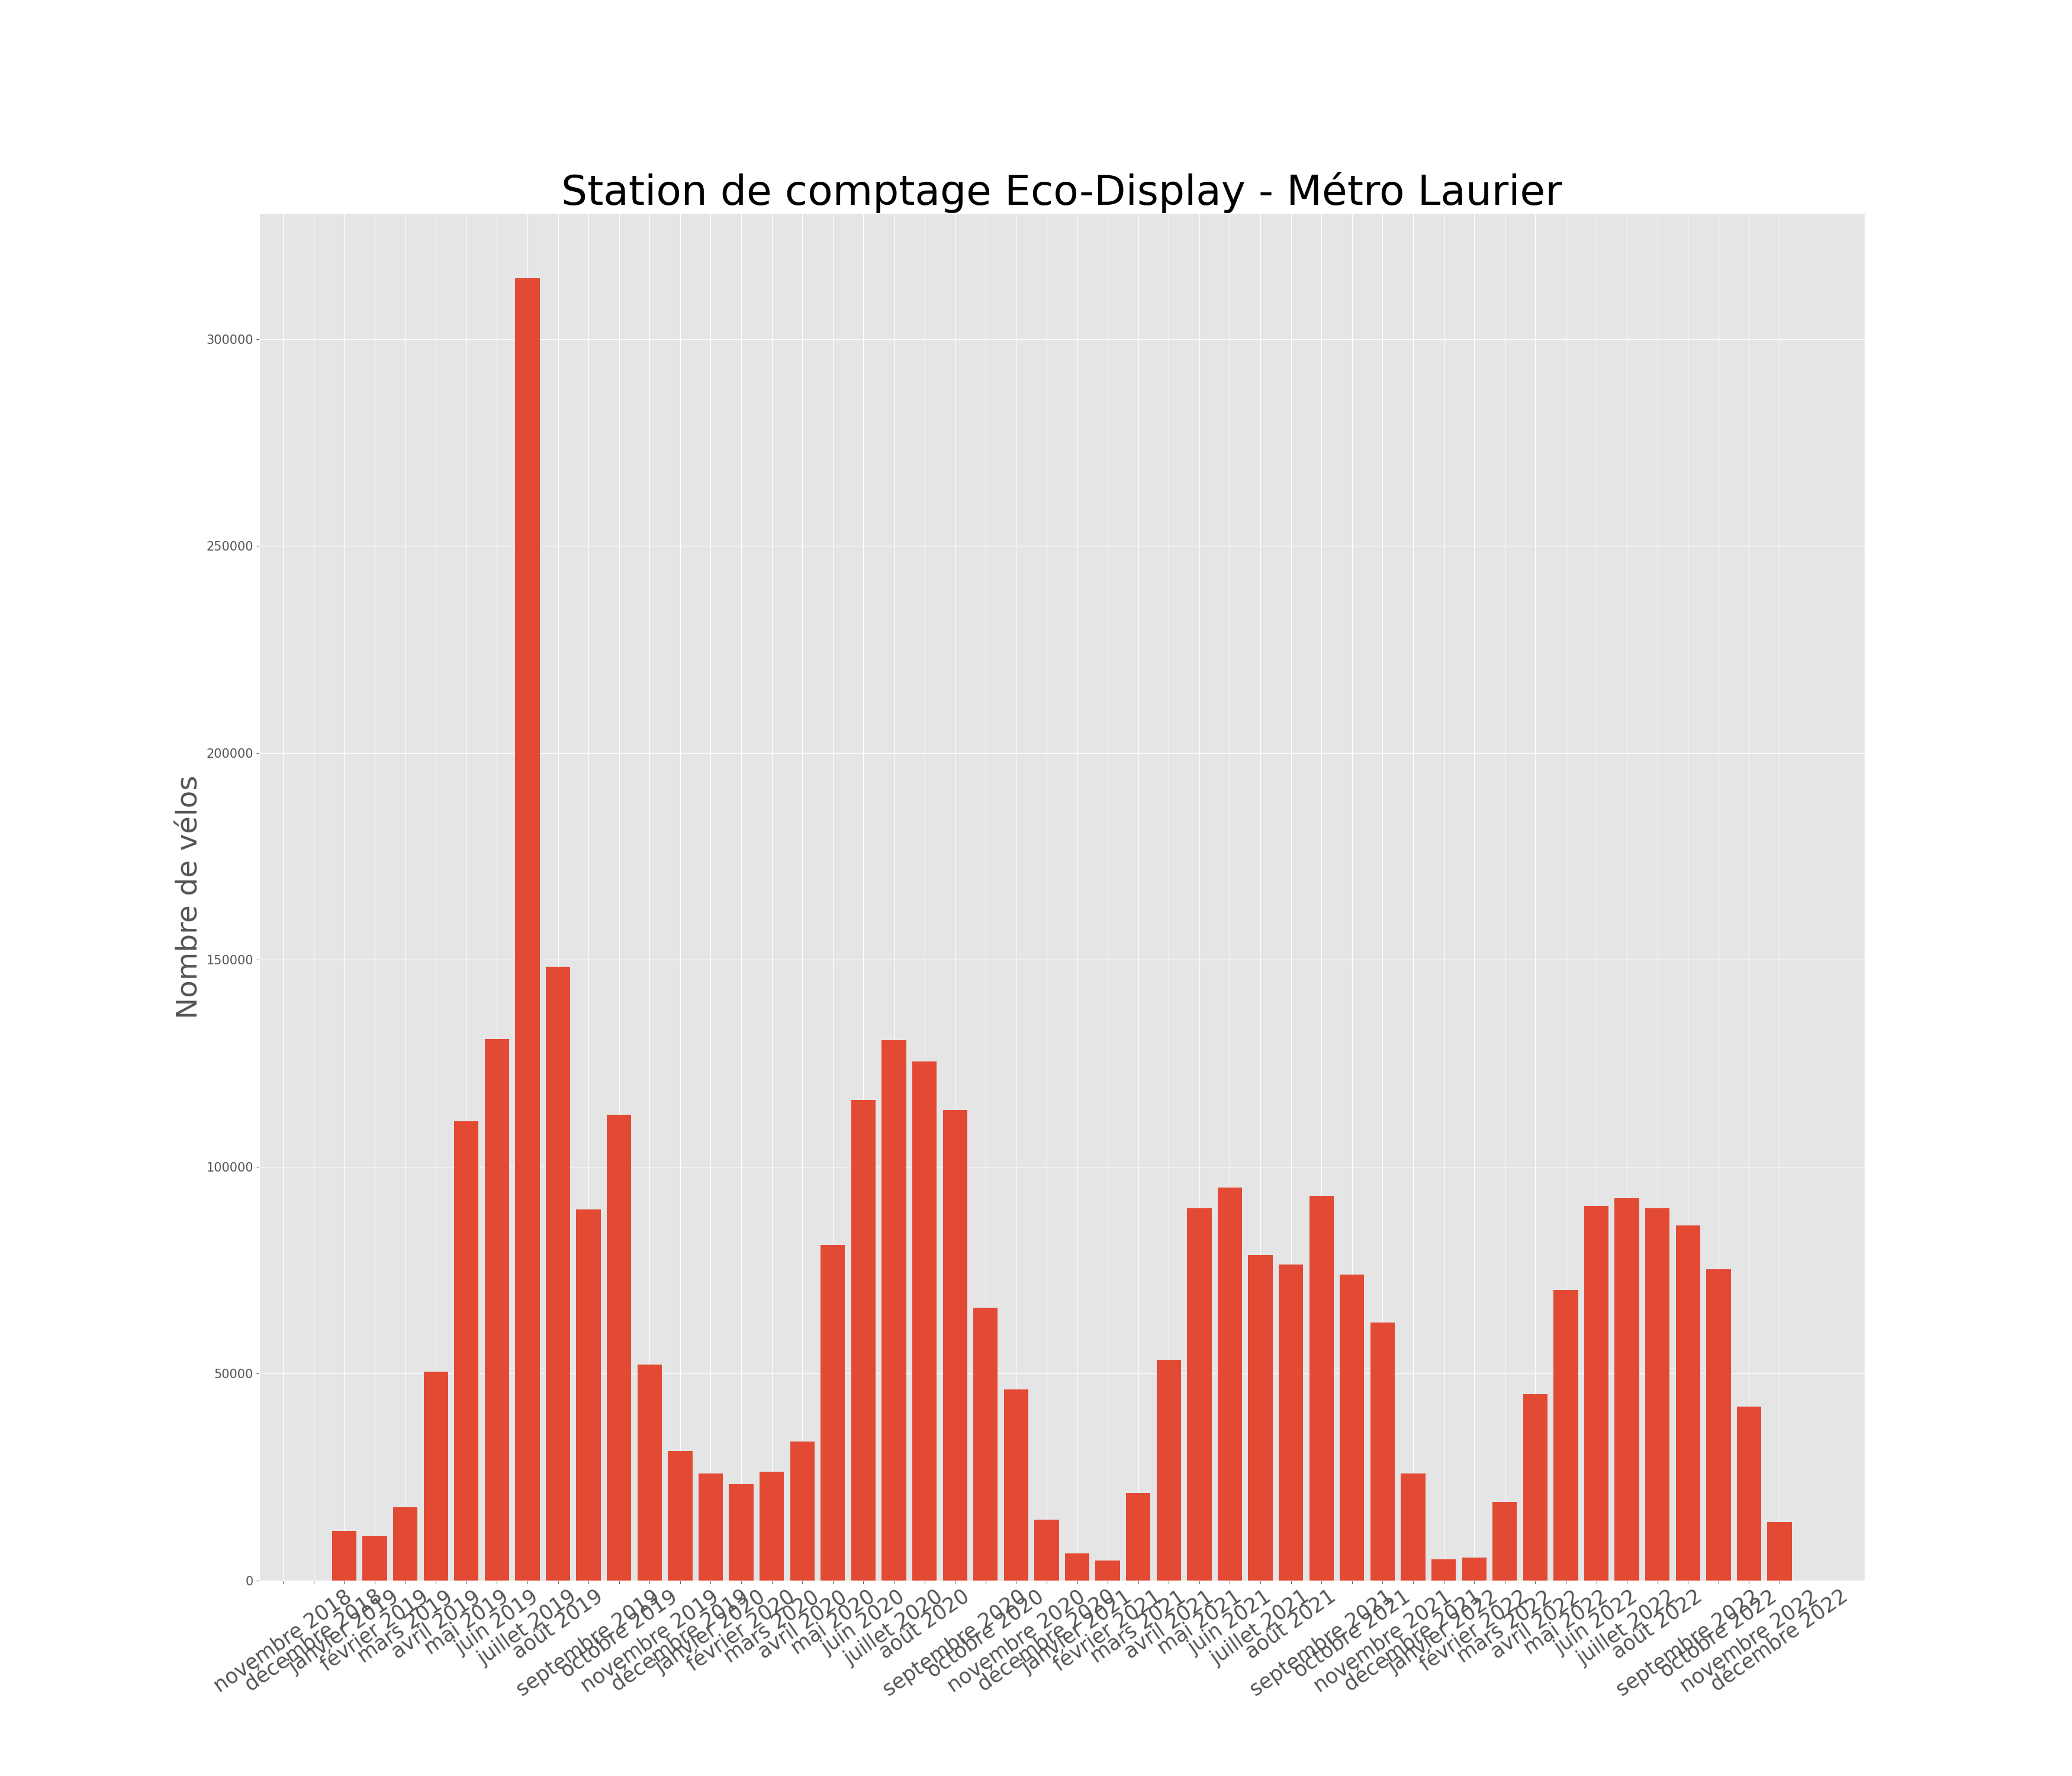 Station de comptage Eco-Display - Métro Laurier
Nombre de vélos
300000
250000
200000
150000
100000
50000
0
novembre 2018
décembre 2018
janvier 2019
février 2019
mars 2019
avril 2019
mai 2019
juin 2019
juillet 2019
août 2019
septembre 2019
octobre 2019
novembre 2019
décembre 2019
janvier 2020
février 2020
mars 2020
avril 2020
mai 2020
juin 2020
juillet 2020
août 2020
septembre 2020
octobre 2020
novembre 2020
décembre 2020
janvier 2021
février 2021
mars 2021
avril 2021
mai 2021
juin 2021
juillet 2021
août 2021
septembre 2021
octobre 2021
novembre 2021
décembre 2021
janvier 2022
février 2022
mars 2022
avril 2022
mai 2022
juin 2022
juillet 2022
août 2022
septembre 2022
octobre 2022
novembre 2022
décembre 2022